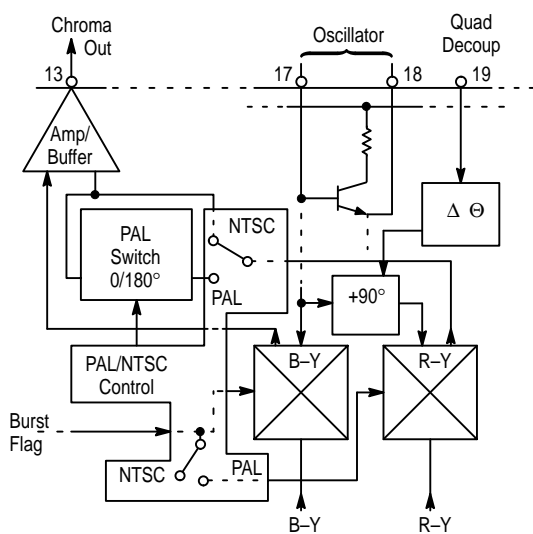 Chroma
Out
Oscillator
Quad
Decoup
13
17
18
19
Amp/
Buffer
Δ Θ
NTSC
PAL
Switch
0/180°
PAL
+90°
B–Y
R–Y
PAL/NTSC
Control
Burst
Flag
NTSC
PAL
B–Y
R–Y